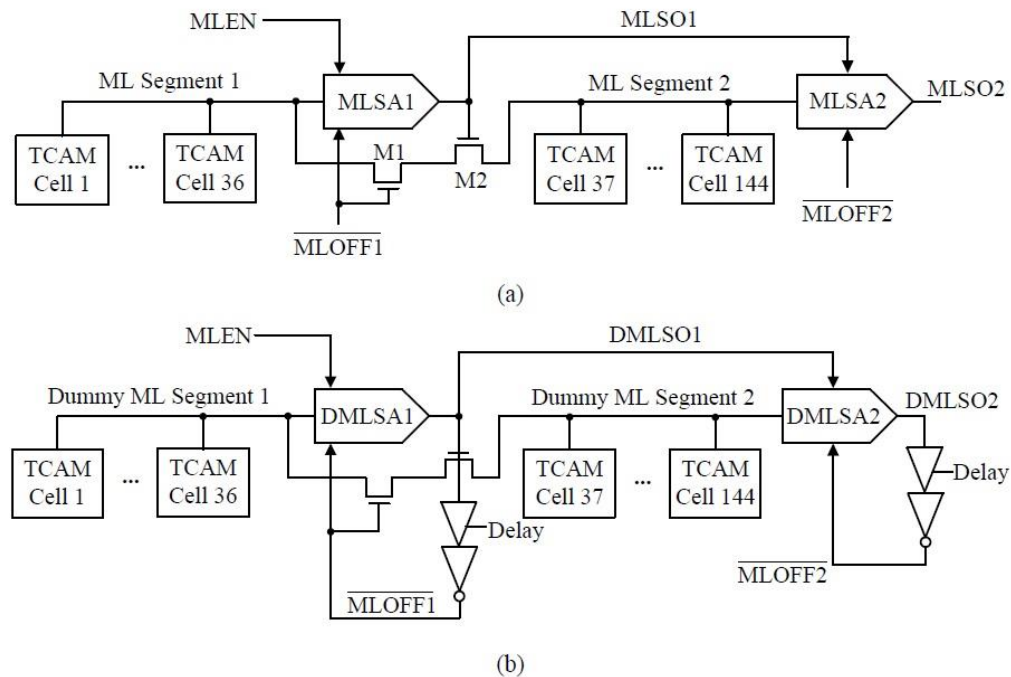 MLEN
MLSO1
ML Segment 1
MLSA1
ML Segment 2
MLSA2
MLSO2
TCAM
Cell 1
...
TCAM
Cell 36
M1
M2
TCAM
Cell 37
...
TCAM
Cell 144
MLOFF1
MLOFF2
(a)
MLEN
DMLSO1
Dummy ML Segment 1
DMLSA1
Dummy ML Segment 2
DMLSA2
DMLSO2
TCAM
Cell 1
...
TCAM
Cell 36
TCAM
Cell 37
...
TCAM
Cell 144
Delay
Delay
MLOFF1
MLOFF2
(b)